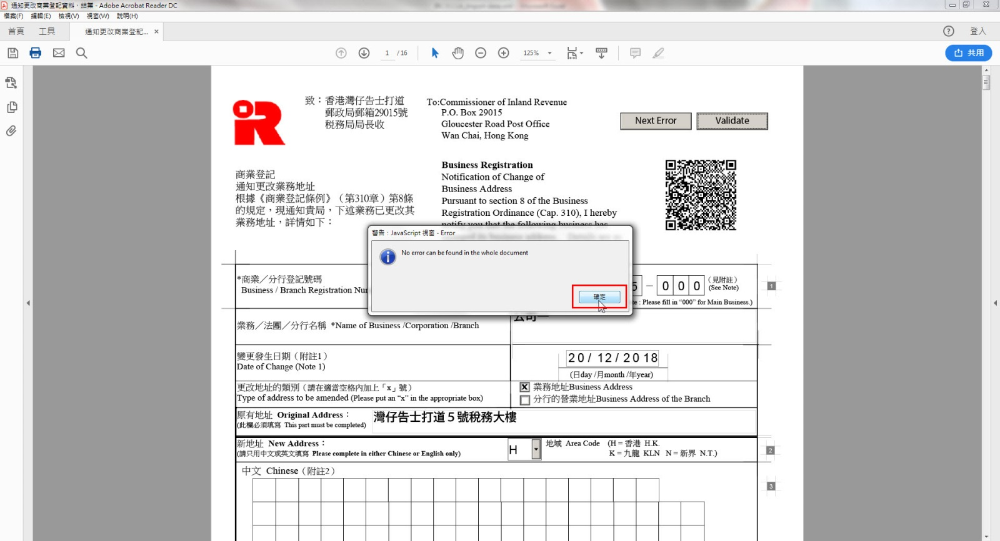 通知更改商業登記資料、結業 - Adobe Acrobat Reader DC
檔案(F) 編輯(E) 檢視(V) 視窗(W) 說明(H)
首頁 工具 通知更改商業登記... × ? 登入
1 / 16 125% 共用
致：香港灣仔告士打道
郵政局郵箱29015號
稅務局局長收
To:Commissioner of Inland Revenue
P.O. Box 29015
Gloucester Road Post Office
Wan Chai, Hong Kong
Next Error Validate
商業登記
通知更改業務地址
根據《商業登記條例》（第310章）第8條
的規定，現通知貴局，下述業務已更改其
業務地址，詳情如下：
Business Registration
Notification of Change of
Business Address
Pursuant to section 8 of the Business
Registration Ordinance (Cap. 310), I hereby
notify you that the following business has
警告：JavaScript 視窗 - Error
No error can be found in the whole document
確定
*商業／分行登記號碼
Business / Branch Registration Nu
5 – 0 0 0 （見附註）
(See Note)
: Please fill in “000” for Main Business.)
1
業務／法團／分行名稱 *Name of Business /Corporation /Branch
公司一
變更發生日期（附註1）
Date of Change (Note 1)
20/ 12/ 2018
(日day /月month /年year)
更改地址的類別（請在適當空格內加上「x」號）
Type of address to be amended (Please put an “x” in the appropriate box)
X 業務地址Business Address
分行的營業地址Business Address of the Branch
原有地址 Original Address：
(此欄必須填寫 This part must be completed)
灣仔告士打道５號稅務大樓
新地址 New Address：
(請只用中文或英文填寫 Please complete in either Chinese or English only)
H 地域 Area Code (H = 香港 H.K.
K = 九龍 KLN N = 新界 N.T.)
2
中文 Chinese（附註2）
3